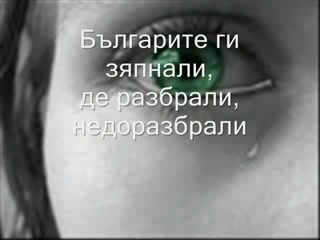 Българите ги
зяпнали,
де разбрали,
недоразбрали